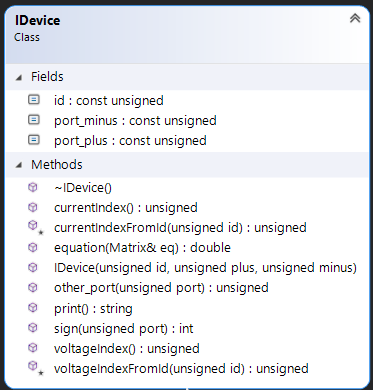 IDevice
Class
Fields
id : const unsigned
port_minus : const unsigned
port_plus : const unsigned
Methods
~IDevice()
currentIndex() : unsigned
currentIndexFromId(unsigned id) : unsigned
equation(Matrix& eq) : double
IDevice(unsigned id, unsigned plus, unsigned minus)
other_port(unsigned port) : unsigned
print() : string
sign(unsigned port) : int
voltageIndex() : unsigned
voltageIndexFromId(unsigned id) : unsigned